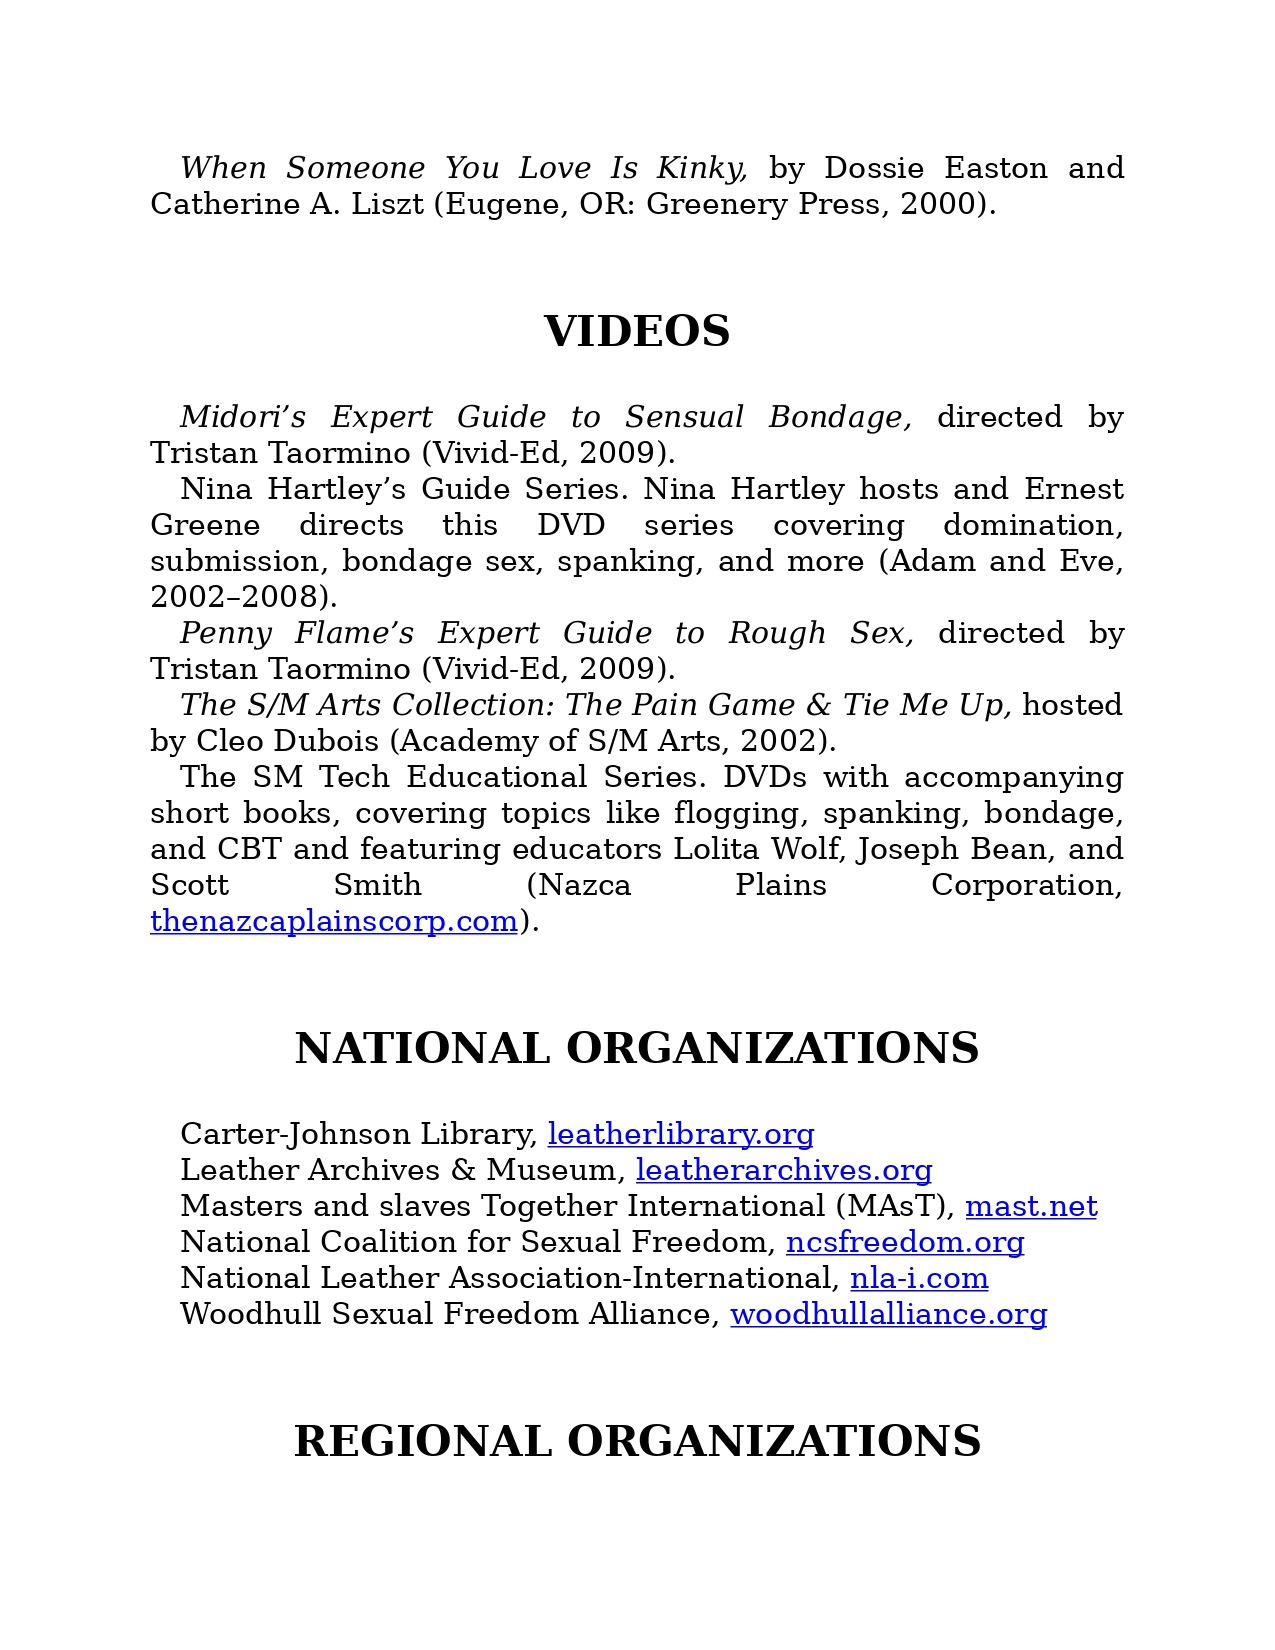 When Someone You Love Is Kinky, by Dossie Easton and
Catherine A. Liszt (Eugene, OR: Greenery Press, 2000).
VIDEOS
Midori’s Expert Guide to Sensual Bondage, directed by
Tristan Taormino (Vivid-Ed, 2009).
Nina Hartley’s Guide Series. Nina Hartley hosts and Ernest
Greene directs this DVD series covering domination,
submission, bondage sex, spanking, and more (Adam and Eve,
2002–2008).
Penny Flame’s Expert Guide to Rough Sex, directed by
Tristan Taormino (Vivid-Ed, 2009).
The S/M Arts Collection: The Pain Game & Tie Me Up, hosted
by Cleo Dubois (Academy of S/M Arts, 2002).
The SM Tech Educational Series. DVDs with accompanying
short books, covering topics like flogging, spanking, bondage,
and CBT and featuring educators Lolita Wolf, Joseph Bean, and
Scott Smith (Nazca Plains Corporation,
thenazcaplainscorp.com).
NATIONAL ORGANIZATIONS
Carter-Johnson Library, leatherlibrary.org
Leather Archives & Museum, leatherarchives.org
Masters and slaves Together International (MAsT), mast.net
National Coalition for Sexual Freedom, ncsfreedom.org
National Leather Association-International, nla-i.com
Woodhull Sexual Freedom Alliance, woodhullalliance.org
REGIONAL ORGANIZATIONS